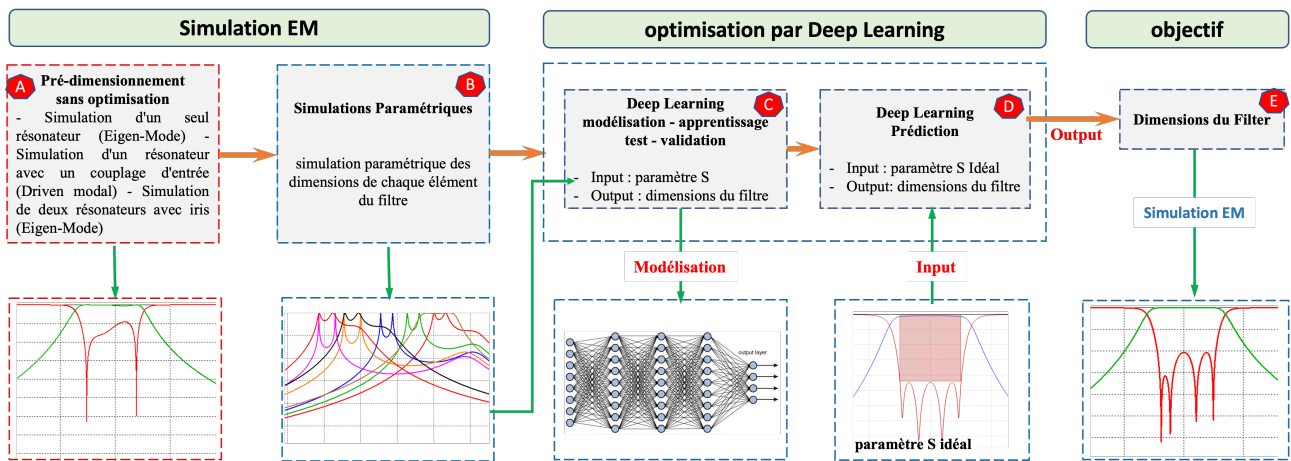 Simulation EM
optimisation par Deep Learning
objectif
A
Pré-dimensionnement
sans optimisation
- Simulation d'un seul
résonateur (Eigen-Mode) -
Simulation d'un résonateur
avec un couplage d'entrée
(Driven modal) - Simulation
de deux résonateurs avec iris
(Eigen-Mode)
B
Simulations Paramétriques
simulation paramétrique des
dimensions de chaque élément
du filtre
C
Deep Learning
modélisation - apprentissage
test - validation
- Input : paramètre S
- Output : dimensions du filtre
D
Deep Learning
Prédiction
- Input : paramètre S Idéal
- Output: dimensions du filtre
Output
E
Dimensions du Filter
Simulation EM
Modélisation
Input
output layer
paramètre S idéal